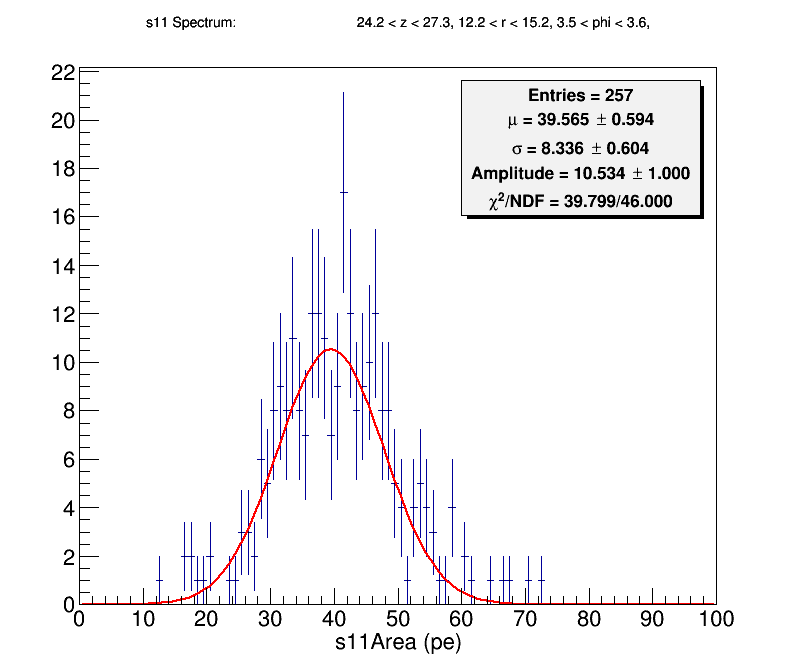 s11 Spectrum: 24.2 < z < 27.3, 12.2 < r < 15.2, 3.5 < phi < 3.6,
Entries = 257
μ = 39.565 ± 0.594
σ = 8.336 ± 0.604
Amplitude = 10.534 ± 1.000
χ²/NDF = 39.799/46.000
22
20
18
16
14
12
10
8
6
4
2
0
0 10 20 30 40 50 60 70 80 90 100
s11Area (pe)